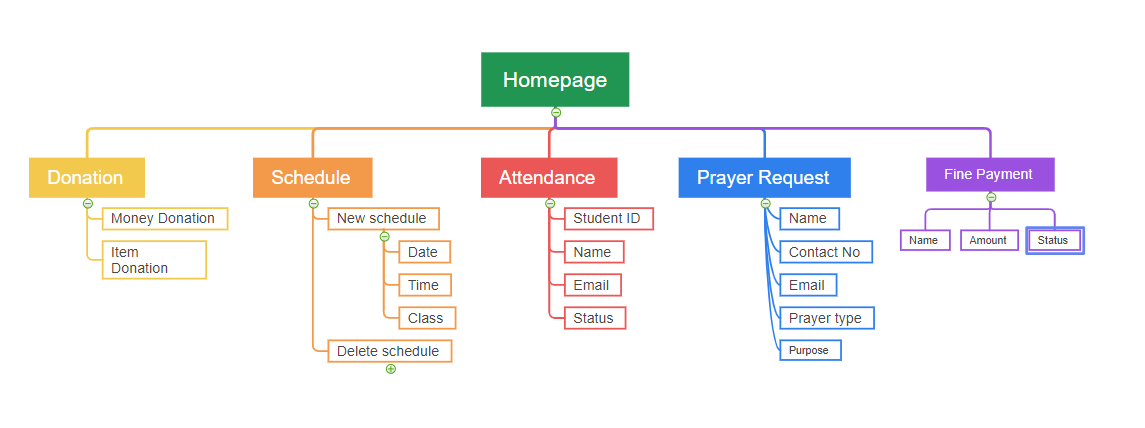 Homepage
Donation
Money Donation
Item
Donation
Schedule
New schedule
Date
Time
Class
Delete schedule
Attendance
Student ID
Name
Email
Status
Prayer Request
Name
Contact No
Email
Prayer type
Purpose
Fine Payment
Name
Amount
Status